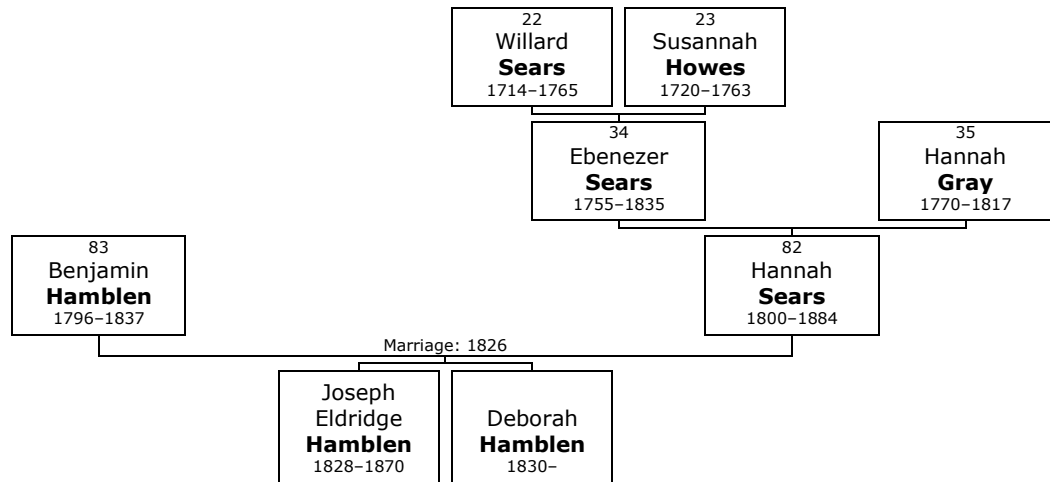 22
Willard
Sears
1714–1765
23
Susannah
Howes
1720–1763
34
Ebenezer
Sears
1755–1835
35
Hannah
Gray
1770–1817
83
Benjamin
Hamblen
1796–1837
82
Hannah
Sears
1800–1884
Marriage: 1826
Joseph
Eldridge
Hamblen
1828–1870
Deborah
Hamblen
1830–